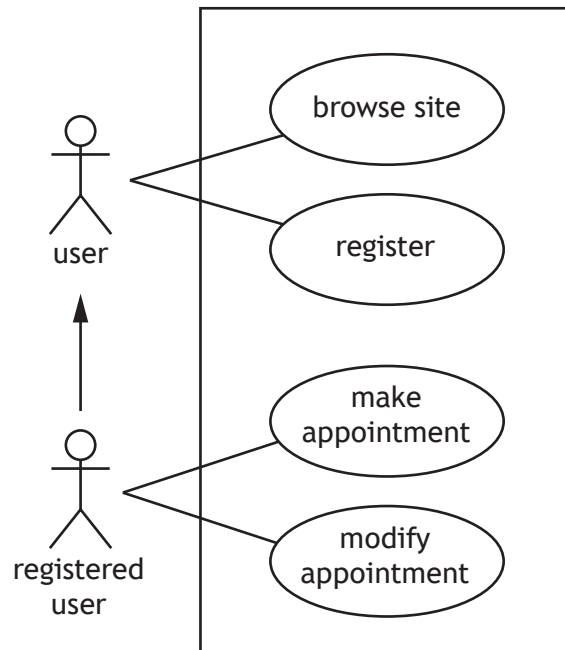 browse site
user
register
make
appointment
registered
user
modify
appointment